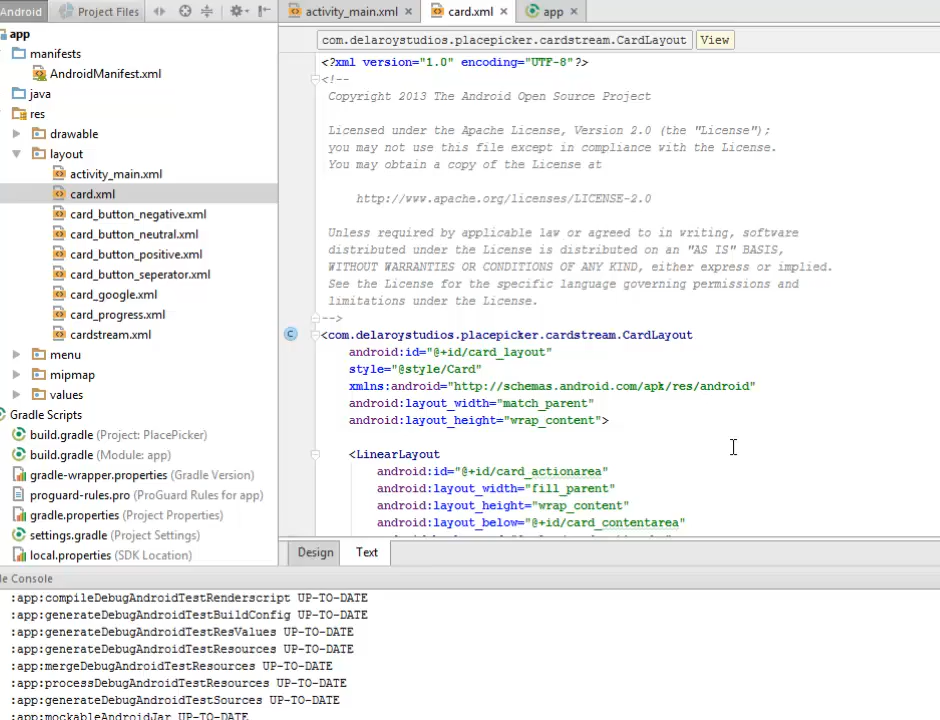 Android
Project Files
activity_main.xml
card.xml
app
app
manifests
AndroidManifest.xml
java
res
drawable
layout
activity_main.xml
card.xml
card_button_negative.xml
card_button_neutral.xml
card_button_positive.xml
card_button_seperator.xml
card_google.xml
card_progress.xml
cardstream.xml
menu
mipmap
values
Gradle Scripts
build.gradle (Project: PlacePicker)
build.gradle (Module: app)
gradle-wrapper.properties (Gradle Version)
proguard-rules.pro (ProGuard Rules for app)
gradle.properties (Project Properties)
settings.gradle (Project Settings)
local.properties (SDK Location)
com.delaroystudios.placepicker.cardstream.CardLayout View
<?xml version="1.0" encoding="UTF-8"?>
<!--
Copyright 2013 The Android Open Source Project
Licensed under the Apache License, Version 2.0 (the "License");
you may not use this file except in compliance with the License.
You may obtain a copy of the License at
http://www.apache.org/licenses/LICENSE-2.0
Unless required by applicable law or agreed to in writing, software
distributed under the License is distributed on an "AS IS" BASIS,
WITHOUT WARRANTIES OR CONDITIONS OF ANY KIND, either express or implied.
See the License for the specific language governing permissions and
limitations under the License.
-->
<com.delaroystudios.placepicker.cardstream.CardLayout
android:id="@+id/card_layout"
style="@style/Card"
xmlns:android="http://schemas.android.com/apk/res/android"
android:layout_width="match_parent"
android:layout_height="wrap_content">
<LinearLayout
android:id="@+id/card_actionarea"
android:layout_width="fill_parent"
android:layout_height="wrap_content"
android:layout_below="@+id/card_contentarea"
Design Text
le Console
:app:compileDebugAndroidTestRenderscript UP-TO-DATE
:app:generateDebugAndroidTestBuildConfig UP-TO-DATE
:app:generateDebugAndroidTestResValues UP-TO-DATE
:app:generateDebugAndroidTestResources UP-TO-DATE
:app:mergeDebugAndroidTestResources UP-TO-DATE
:app:processDebugAndroidTestResources UP-TO-DATE
:app:generateDebugAndroidTestSources UP-TO-DATE
:app:mockableAndroidJar UP-TO-DATE